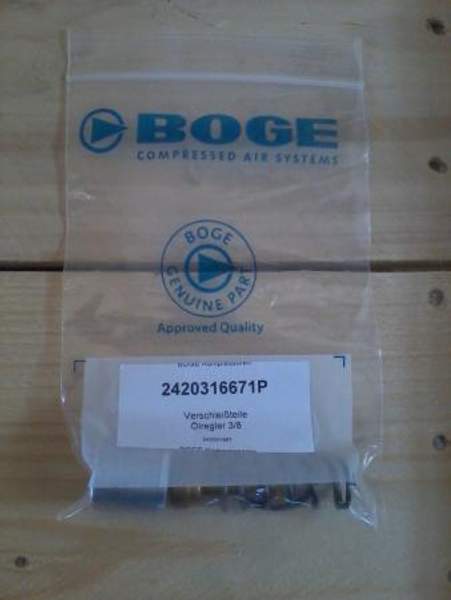 BOGE
COMPRESSED AIR SYSTEMS
BOGE
GENUINE PART
Approved Quality
2420316671P
Verschleißteile
Ölregler 3/8